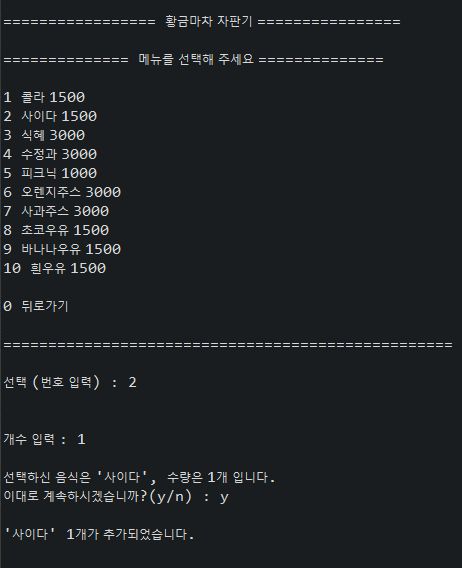 ================= 황금마차 자판기 ================
============== 메뉴를 선택해 주세요 ==============
1 콜라 1500
2 사이다 1500
3 식혜 3000
4 수정과 3000
5 피크닉 1000
6 오렌지주스 3000
7 사과주스 3000
8 초코우유 1500
9 바나나우유 1500
10 흰우유 1500
0 뒤로가기
==================================================
선택 (번호 입력) : 2
개수 입력 : 1
선택하신 음식은 '사이다', 수량은 1개 입니다.
이대로 계속하시겠습니까?(y/n) : y
'사이다' 1개가 추가되었습니다.